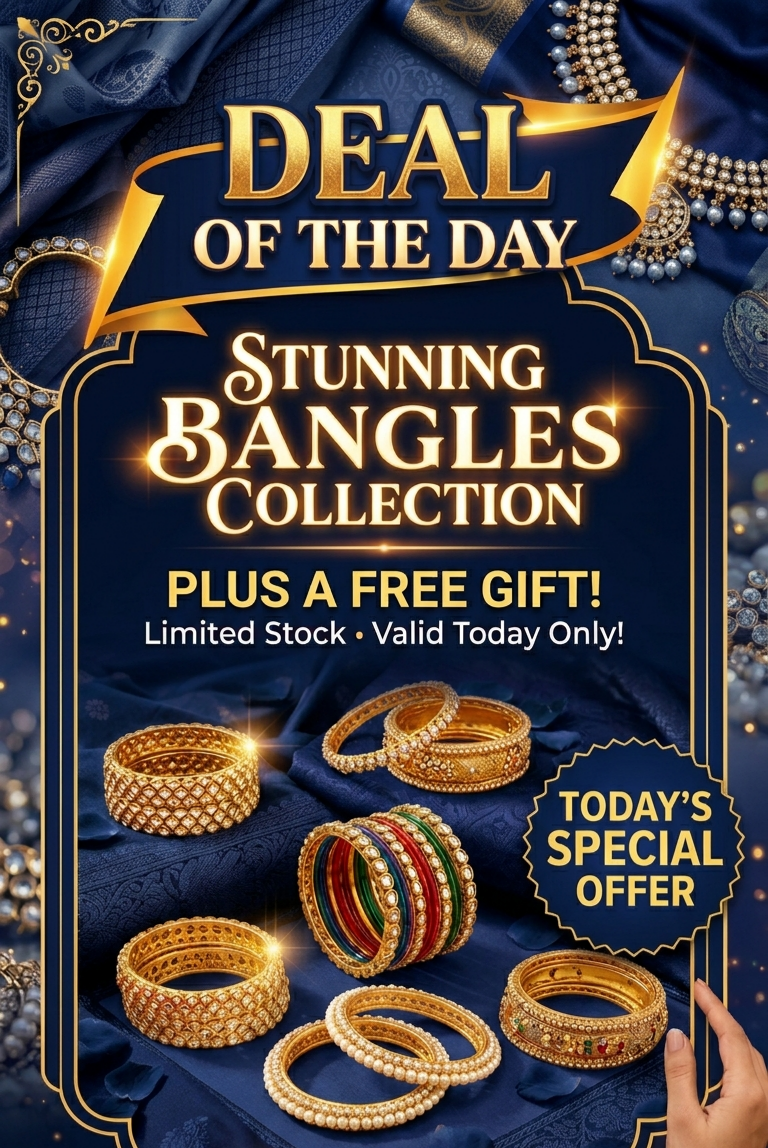 DEAL
OF THE DAY
STUNNING
BANGLES
COLLECTION
PLUS A FREE GIFT!
Limited Stock • Valid Today Only!
TODAY'S
SPECIAL
OFFER